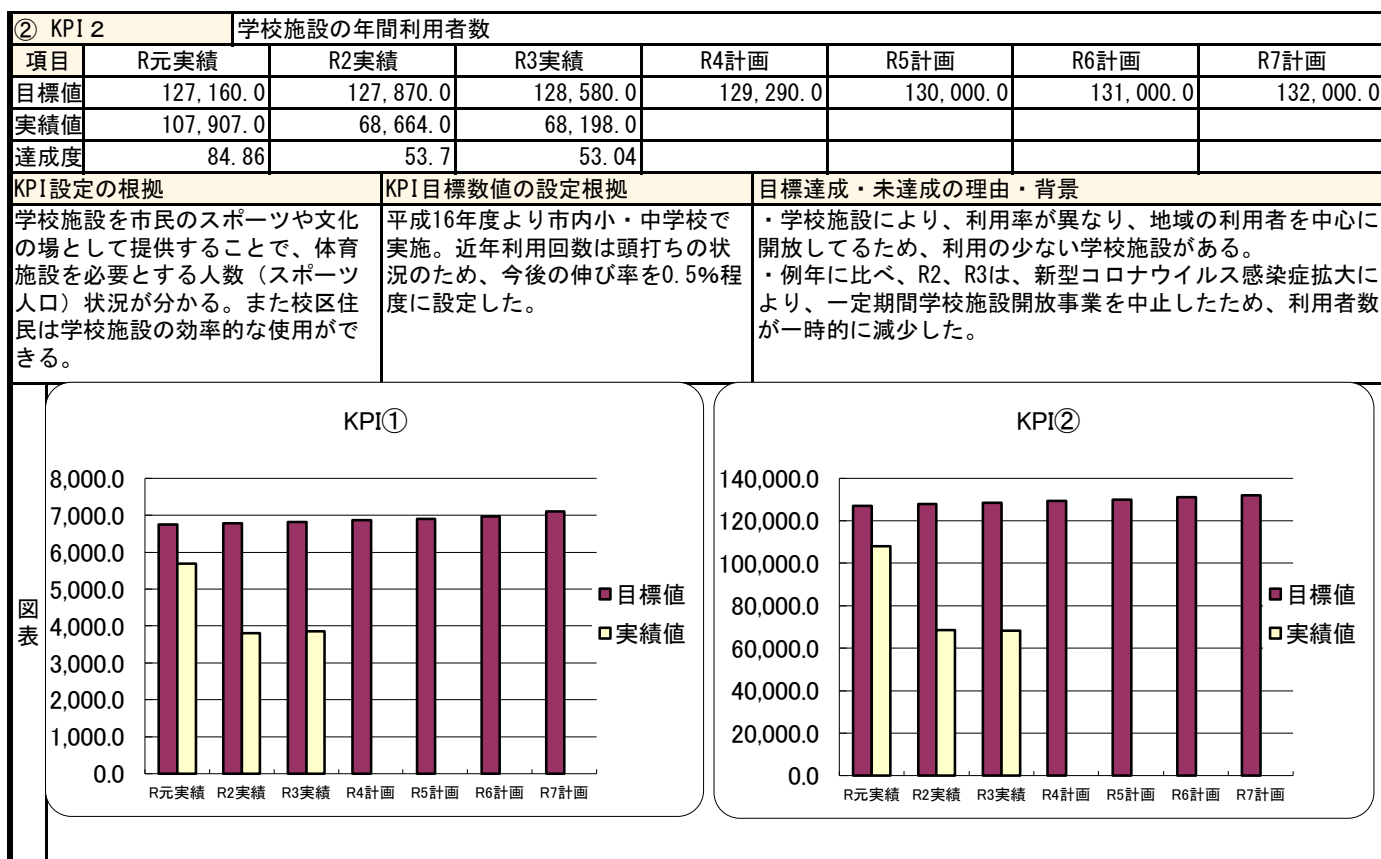 ② KPI２ 学校施設の年間利用者数
項目 R元実績 R2実績 R3実績 R4計画 R5計画 R6計画 R7計画
目標値 127,160.0 127,870.0 128,580.0 129,290.0 130,000.0 131,000.0 132,000.0
実績値 107,907.0 68,664.0 68,198.0
達成度 84.86 53.7 53.04
KPI設定の根拠
学校施設を市民のスポーツや文化
の場として提供することで、体育
施設を必要とする人数（スポーツ
人口）状況が分かる。また校区住
民は学校施設の効率的な使用がで
きる。
KPI目標数値の設定根拠
平成16年度より市内小・中学校で
実施。近年利用回数は頭打ちの状
況のため、今後の伸び率を0.5%程
度に設定した。
目標達成・未達成の理由・背景
・学校施設により、利用率が異なり、地域の利用者を中心に
開放してるため、利用の少ない学校施設がある。
・例年に比べ、R2、R3は、新型コロナウイルス感染症拡大に
より、一定期間学校施設開放事業を中止したため、利用者数
が一時的に減少した。
図
表
KPI①
8,000.0
7,000.0
6,000.0
5,000.0
4,000.0
3,000.0
2,000.0
1,000.0
0.0
R元実績 R2実績 R3実績 R4計画 R5計画 R6計画 R7計画
目標値
実績値
KPI②
140,000.0
120,000.0
100,000.0
80,000.0
60,000.0
40,000.0
20,000.0
0.0
R元実績 R2実績 R3実績 R4計画 R5計画 R6計画 R7計画
目標値
実績値